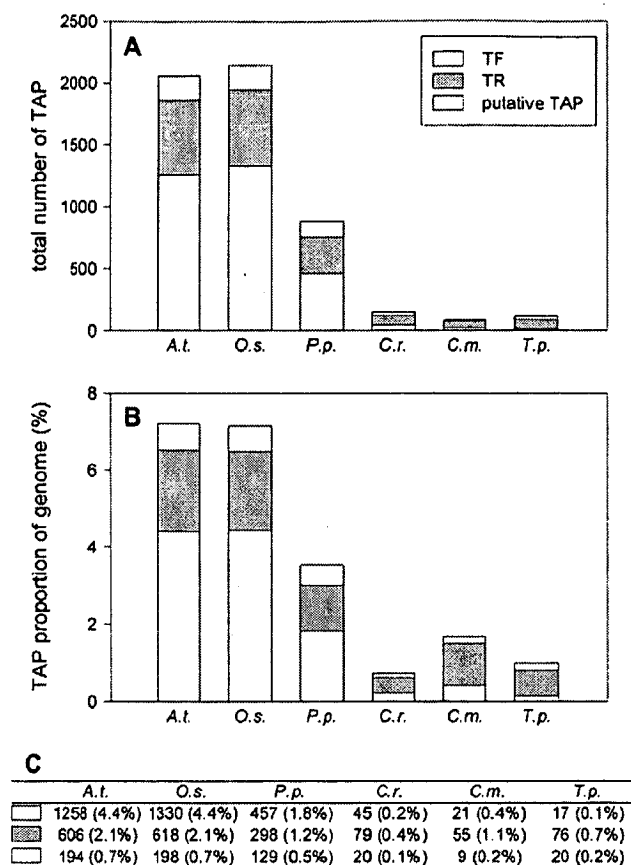 A
TF
TR
putative TAP
total number of TAP
2500
2000
1500
1000
500
0
A.t. O.s. P.p. C.r. C.m. T.p.
B
TAP proportion of genome (%)
8
6
4
2
0
A.t. O.s. P.p. C.r. C.m. T.p.
C
A.t. O.s. P.p. C.r. C.m. T.p.
1258 (4.4%) 1330 (4.4%) 457 (1.8%) 45 (0.2%) 21 (0.4%) 17 (0.1%)
606 (2.1%) 618 (2.1%) 298 (1.2%) 79 (0.4%) 55 (1.1%) 76 (0.7%)
194 (0.7%) 198 (0.7%) 129 (0.5%) 20 (0.1%) 9 (0.2%) 20 (0.2%)